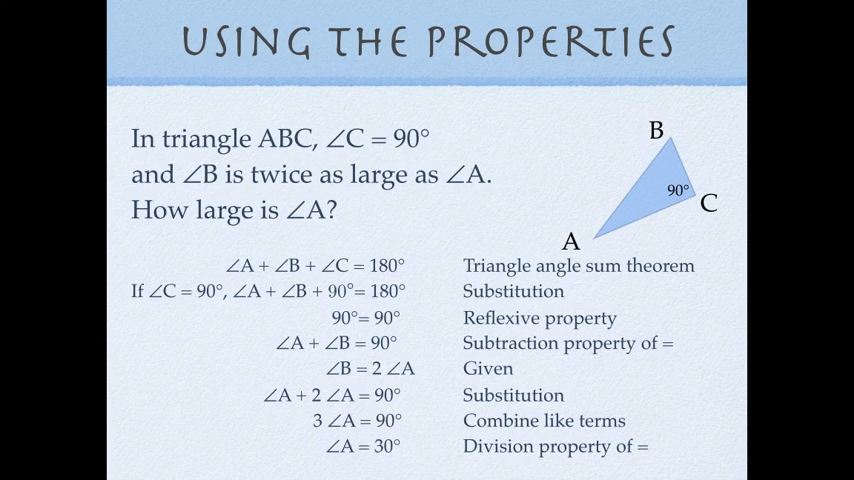 USING THE PROPERTIES
In triangle ABC, ∠C = 90°
and ∠B is twice as large as ∠A.
How large is ∠A?
B
90°
C
A
∠A + ∠B + ∠C = 180° Triangle angle sum theorem
If ∠C = 90°, ∠A + ∠B + 90°= 180° Substitution
90°= 90° Reflexive property
∠A + ∠B = 90° Subtraction property of =
∠B = 2 ∠A Given
∠A + 2 ∠A = 90° Substitution
3 ∠A = 90° Combine like terms
∠A = 30° Division property of =